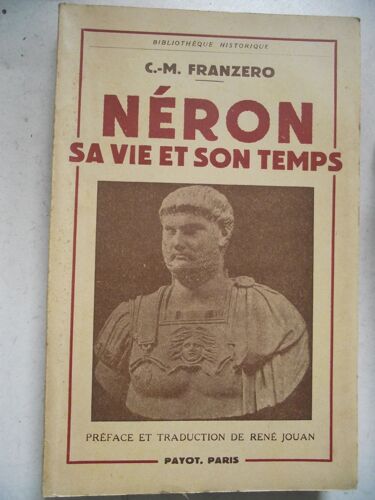 BIBLIOTHÈQUE HISTORIQUE
C.-M. FRANZERO
NÉRON
SA VIE ET SON TEMPS
PRÉFACE ET TRADUCTION DE RENÉ JOUAN
PAYOT, PARIS